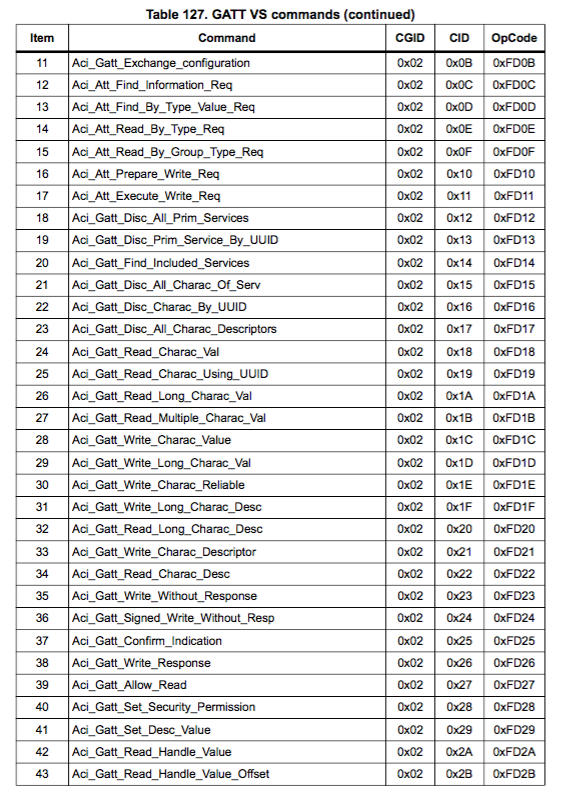 Table 127. GATT VS commands (continued)
Item Command CGID CID OpCode
11 Aci_Gatt_Exchange_configuration 0x02 0x0B 0xFD0B
12 Aci_Att_Find_Information_Req 0x02 0x0C 0xFD0C
13 Aci_Att_Find_By_Type_Value_Req 0x02 0x0D 0xFD0D
14 Aci_Att_Read_By_Type_Req 0x02 0x0E 0xFD0E
15 Aci_Att_Read_By_Group_Type_Req 0x02 0x0F 0xFD0F
16 Aci_Att_Prepare_Write_Req 0x02 0x10 0xFD10
17 Aci_Att_Execute_Write_Req 0x02 0x11 0xFD11
18 Aci_Gatt_Disc_All_Prim_Services 0x02 0x12 0xFD12
19 Aci_Gatt_Disc_Prim_Service_By_UUID 0x02 0x13 0xFD13
20 Aci_Gatt_Find_Included_Services 0x02 0x14 0xFD14
21 Aci_Gatt_Disc_All_Charac_Of_Serv 0x02 0x15 0xFD15
22 Aci_Gatt_Disc_Charac_By_UUID 0x02 0x16 0xFD16
23 Aci_Gatt_Disc_All_Charac_Descriptors 0x02 0x17 0xFD17
24 Aci_Gatt_Read_Charac_Val 0x02 0x18 0xFD18
25 Aci_Gatt_Read_Charac_Using_UUID 0x02 0x19 0xFD19
26 Aci_Gatt_Read_Long_Charac_Val 0x02 0x1A 0xFD1A
27 Aci_Gatt_Read_Multiple_Charac_Val 0x02 0x1B 0xFD1B
28 Aci_Gatt_Write_Charac_Value 0x02 0x1C 0xFD1C
29 Aci_Gatt_Write_Long_Charac_Val 0x02 0x1D 0xFD1D
30 Aci_Gatt_Write_Charac_Reliable 0x02 0x1E 0xFD1E
31 Aci_Gatt_Write_Long_Charac_Desc 0x02 0x1F 0xFD1F
32 Aci_Gatt_Read_Long_Charac_Desc 0x02 0x20 0xFD20
33 Aci_Gatt_Write_Charac_Descriptor 0x02 0x21 0xFD21
34 Aci_Gatt_Read_Charac_Desc 0x02 0x22 0xFD22
35 Aci_Gatt_Write_Without_Response 0x02 0x23 0xFD23
36 Aci_Gatt_Signed_Write_Without_Resp 0x02 0x24 0xFD24
37 Aci_Gatt_Confirm_Indication 0x02 0x25 0xFD25
38 Aci_Gatt_Write_Response 0x02 0x26 0xFD26
39 Aci_Gatt_Allow_Read 0x02 0x27 0xFD27
40 Aci_Gatt_Set_Security_Permission 0x02 0x28 0xFD28
41 Aci_Gatt_Set_Desc_Value 0x02 0x29 0xFD29
42 Aci_Gatt_Read_Handle_Value 0x02 0x2A 0xFD2A
43 Aci_Gatt_Read_Handle_Value_Offset 0x02 0x2B 0xFD2B